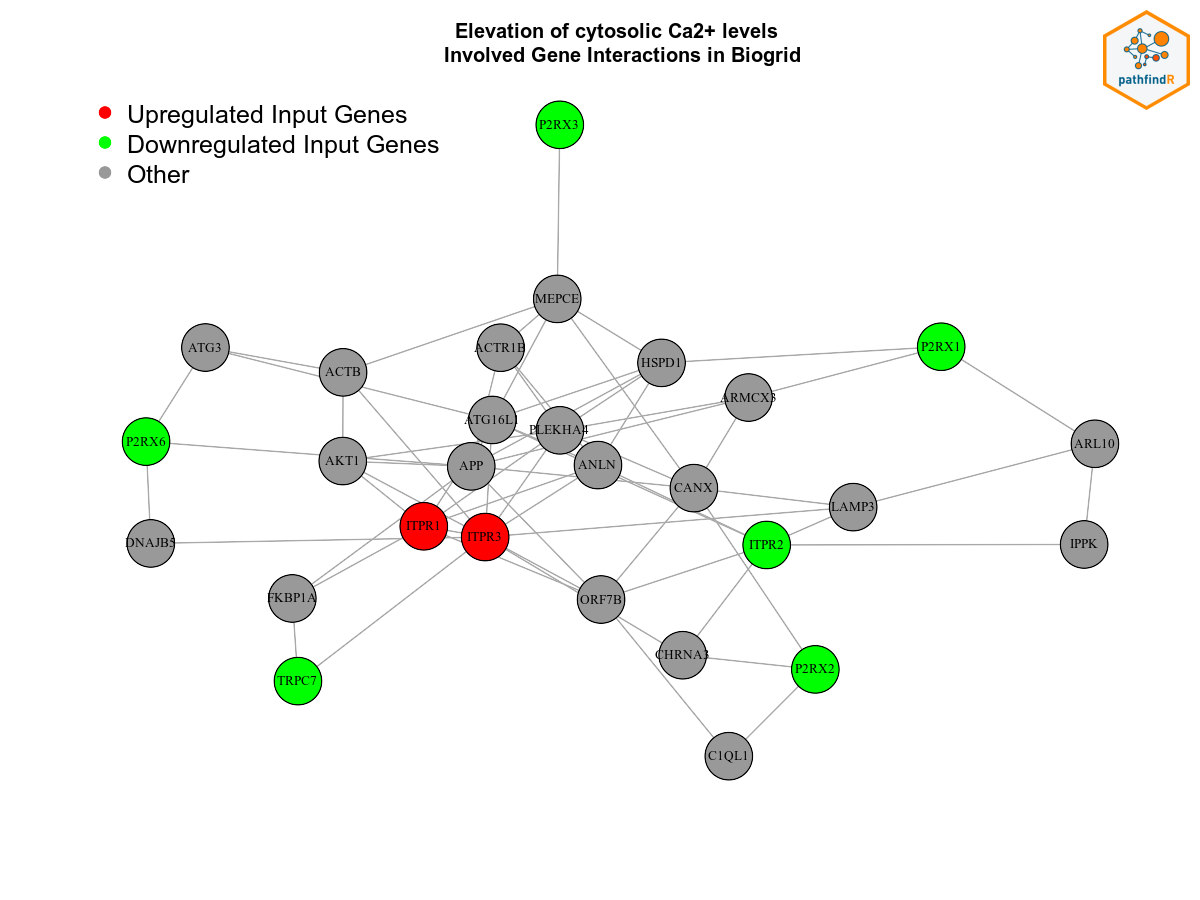 Elevation of cytosolic Ca2+ levels
Involved Gene Interactions in Biogrid
pathfindR
Upregulated Input Genes
Downregulated Input Genes
Other
P2RX3
MEPCE
ATG3
ACTR1B
P2RX1
HSPD1
ACTB
ARMCX3
ATG16L1
PLEKHA4
P2RX6
ARL10
AKT1
APP
ANLN
CANX
LAMP3
ITPR1
ITPR3
DNAJB5
ITPR2
IPPK
FKBP1A
ORF7B
CHRNA3
P2RX2
TRPC7
C1QL1